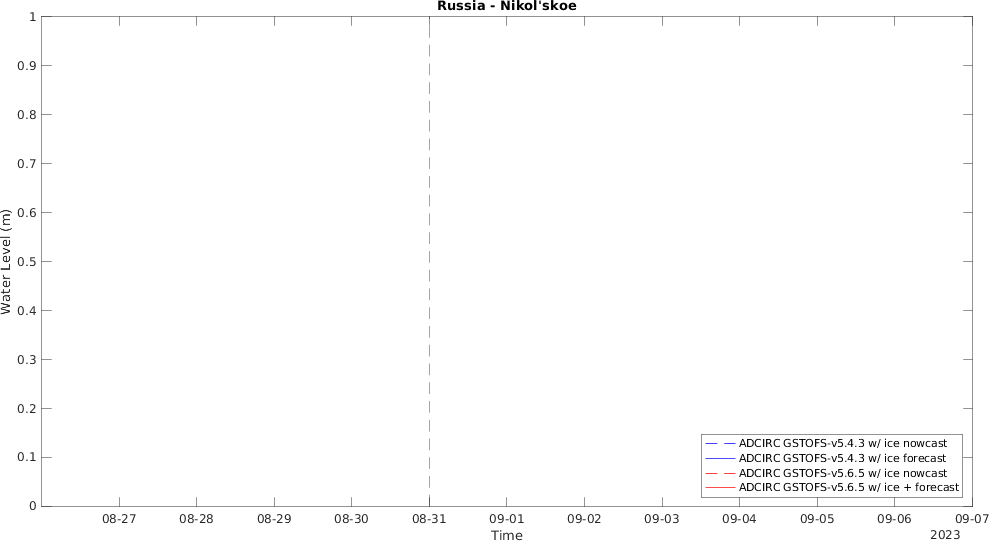 Russia - Nikol'skoe
Water Level (m)
1
0.9
0.8
0.7
0.6
0.5
0.4
0.3
0.2
0.1
0
ADCIRC GSTOFS-v5.4.3 w/ ice nowcast
ADCIRC GSTOFS-v5.4.3 w/ ice forecast
ADCIRC GSTOFS-v5.6.5 w/ ice nowcast
ADCIRC GSTOFS-v5.6.5 w/ ice + forecast
08-27 08-28 08-29 08-30 08-31 09-01 09-02 09-03 09-04 09-05 09-06 09-07
Time
2023